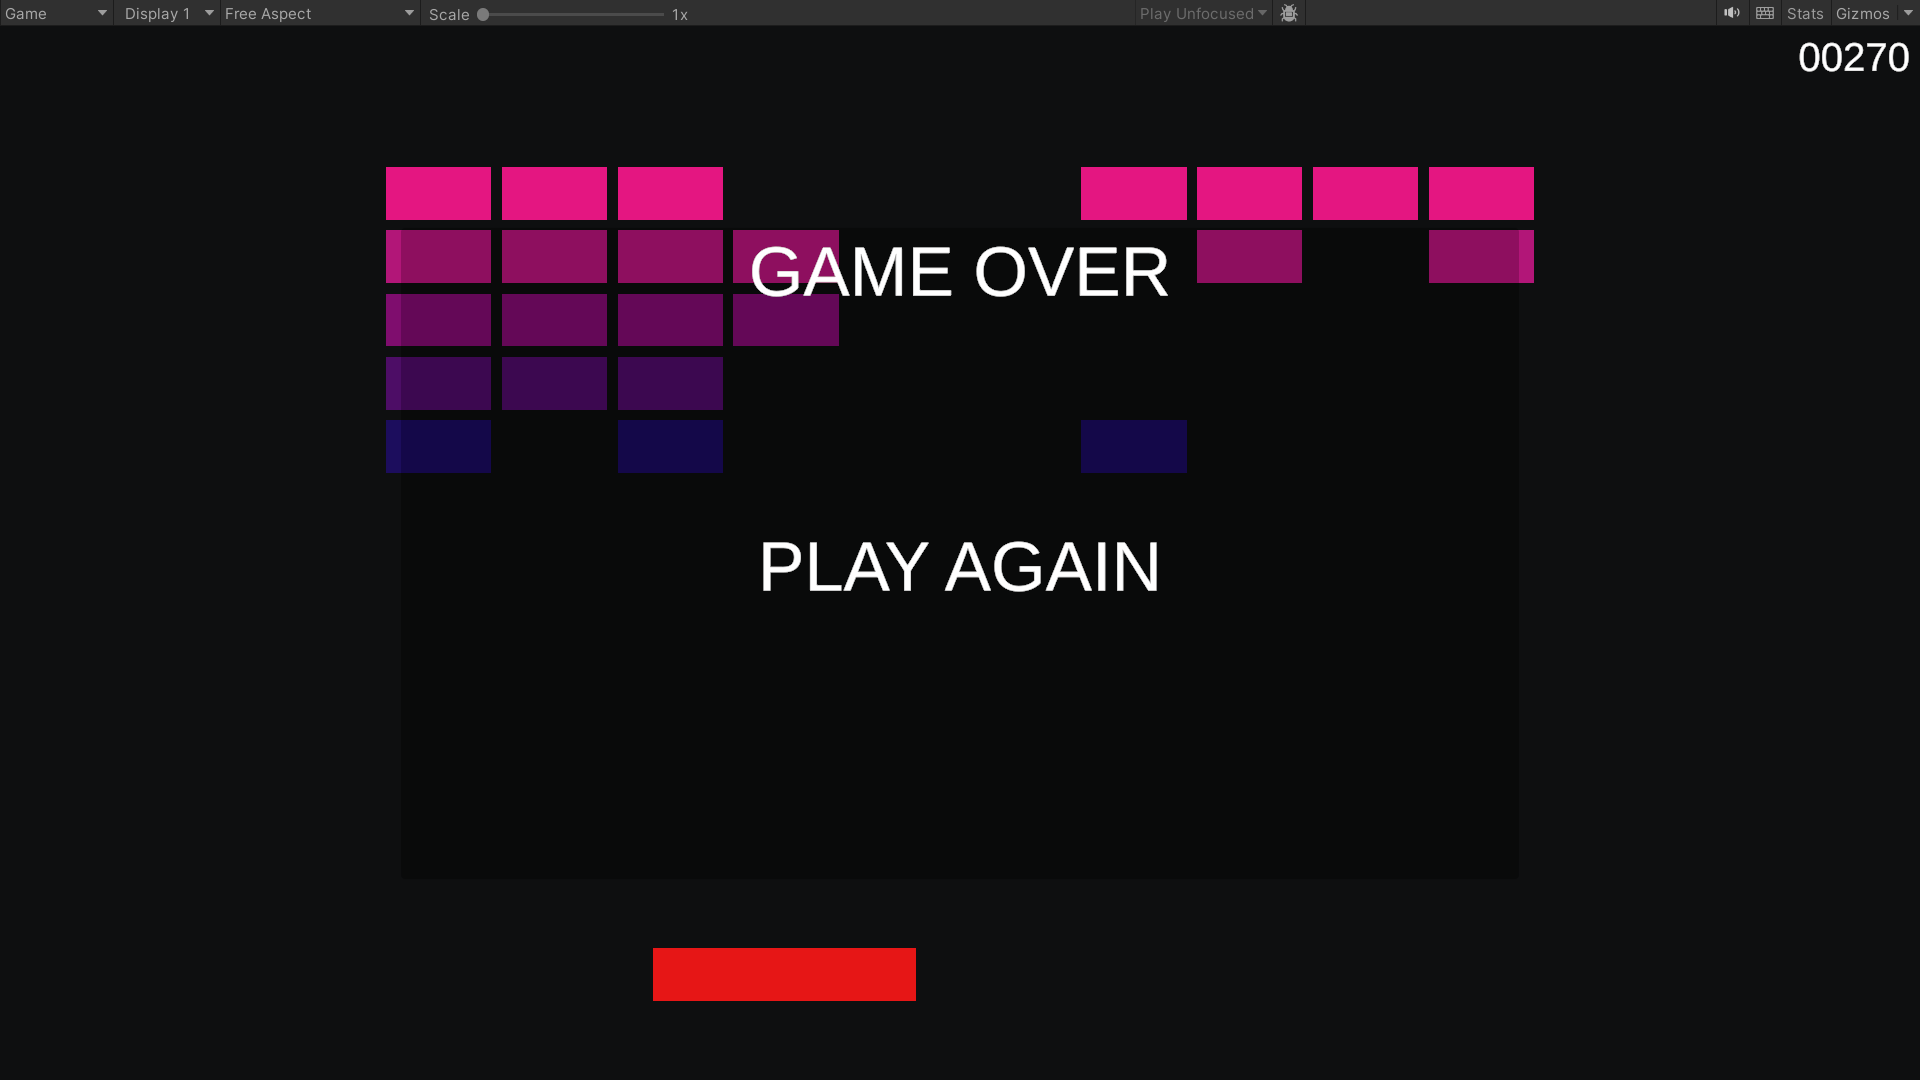 Game Display 1 Free Aspect Scale 1x Play Unfocused Stats Gizmos
00270
GAME OVER
PLAY AGAIN